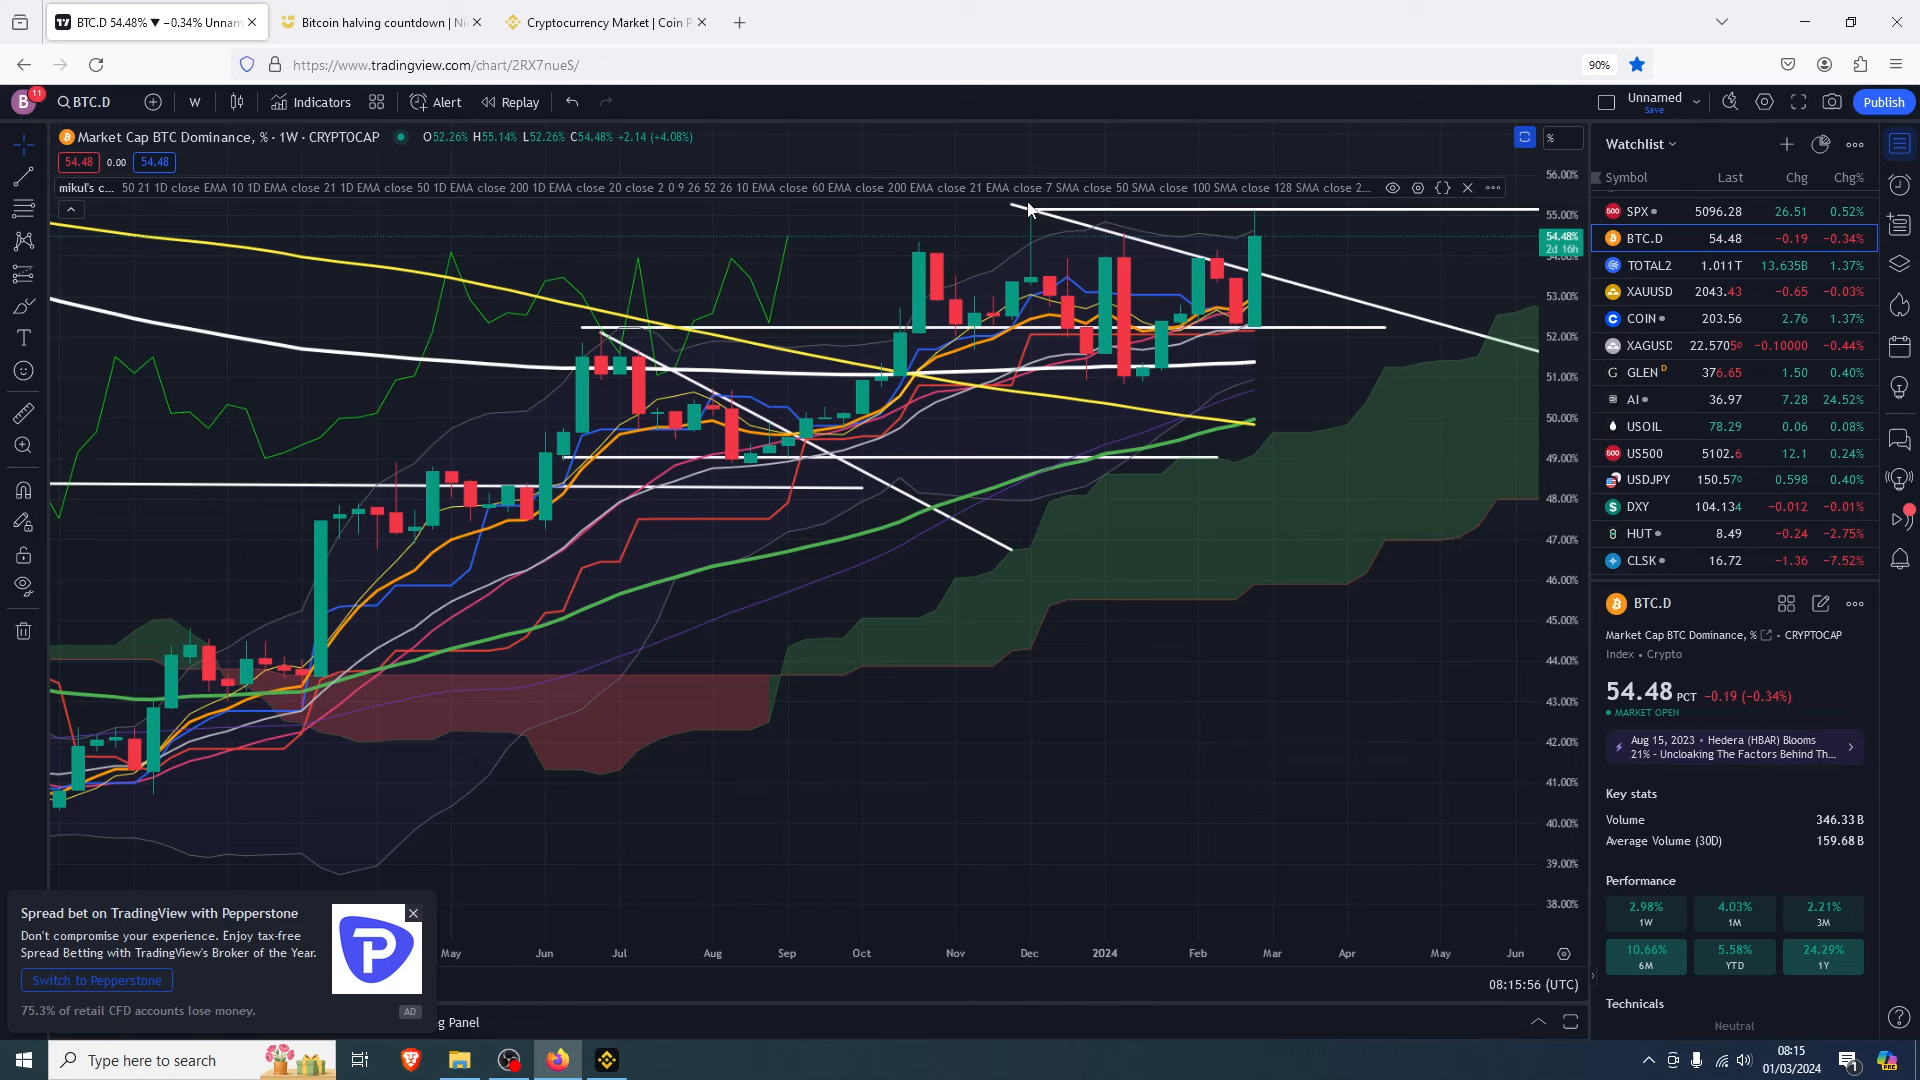 BTC.D 54.48% ▼ −0.34% Unnam
Bitcoin halving countdown | Ni
Cryptocurrency Market | Coin P
https://www.tradingview.com/chart/2RX7nueS/
90%
B
11
BTC.D
W
Indicators
Alert
Replay
Unnamed
Save
Publish
Market Cap BTC Dominance, % · 1W · CRYPTOCAP
O52.26% H55.14% L52.26% C54.48% +2.14 (+4.08%)
%
54.48 0.00 54.48
mikul's c... 50 21 1D close EMA 10 1D EMA close 21 1D EMA close 50 1D EMA close 200 1D EMA close 20 close 2 0 9 26 52 26 10 EMA close 60 EMA close 200 EMA close 21 EMA close 7 SMA close 50 SMA close 100 SMA close 128 SMA close 2...
56.00%
55.00%
54.48%
2d 16h
54.00%
53.00%
52.00%
51.00%
50.00%
49.00%
48.00%
47.00%
46.00%
45.00%
44.00%
43.00%
42.00%
41.00%
40.00%
39.00%
38.00%
May Jun Jul Aug Sep Oct Nov Dec 2024 Feb Mar Apr May Jun
08:15:56 (UTC)
g Panel
Watchlist
Symbol Last Chg Chg%
SPX 5096.28 26.51 0.52%
BTC.D 54.48 −0.19 −0.34%
TOTAL2 1.011T 13.635B 1.37%
XAUUSD 2043.43 −0.65 −0.03%
COIN 203.56 2.76 1.37%
XAGUSD 22.5705⁰ −0.10000 −0.44%
GLEN D 376.65 1.50 0.40%
AI 36.97 7.28 24.52%
USOIL 78.29 0.06 0.08%
US500 5102.6 12.1 0.24%
USDJPY 150.57⁰ 0.598 0.40%
DXY 104.134 −0.012 −0.01%
HUT 8.49 −0.24 −2.75%
CLSK 16.72 −1.36 −7.52%
BTC.D
Market Cap BTC Dominance, % • CRYPTOCAP
Index • Crypto
54.48 PCT −0.19 (−0.34%)
MARKET OPEN
Aug 15, 2023 • Hedera (HBAR) Blooms
21% - Uncloaking The Factors Behind Th...
Key stats
Volume 346.33B
Average Volume (30D) 159.68B
Performance
2.98% 4.03% 2.21%
1W 1M 3M
10.66% 5.58% 24.29%
6M YTD 1Y
Technicals
Neutral
Spread bet on TradingView with Pepperstone
Don't compromise your experience. Enjoy tax-free
Spread Betting with TradingView's Broker of the Year.
Switch to Pepperstone
75.3% of retail CFD accounts lose money.
AD
Type here to search
08:15
01/03/2024
1